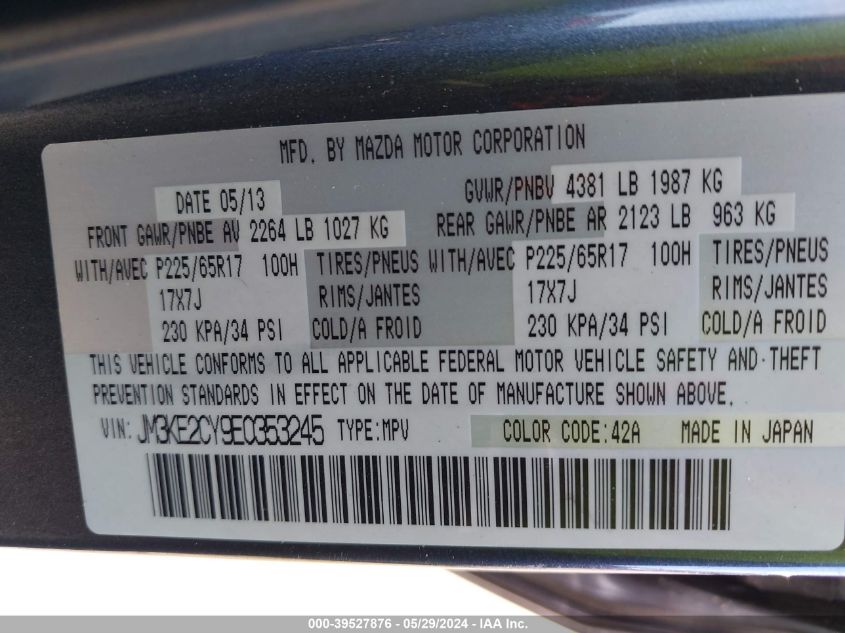 MFD. BY MAZDA MOTOR CORPORATION
DATE 05/13 GVWR/PNBV 4381 LB 1987 KG
FRONT GAWR/PNBE AV 2264 LB 1027 KG REAR GAWR/PNBE AR 2123 LB 963 KG
WITH/AVEC P225/65R17 100H TIRES/PNEUS WITH/AVEC P225/65R17 100H TIRES/PNEUS
17X7J RIMS/JANTES 17X7J RIMS/JANTES
230 KPA/34 PSI COLD/A FROID 230 KPA/34 PSI COLD/A FROID
THIS VEHICLE CONFORMS TO ALL APPLICABLE FEDERAL MOTOR VEHICLE SAFETY AND THEFT
PREVENTION STANDARDS IN EFFECT ON THE DATE OF MANUFACTURE SHOWN ABOVE.
VIN: JM3KE2CY9E0353245 TYPE:MPV COLOR CODE:42A MADE IN JAPAN
000-39527876 - 05/29/2024 - IAA Inc.